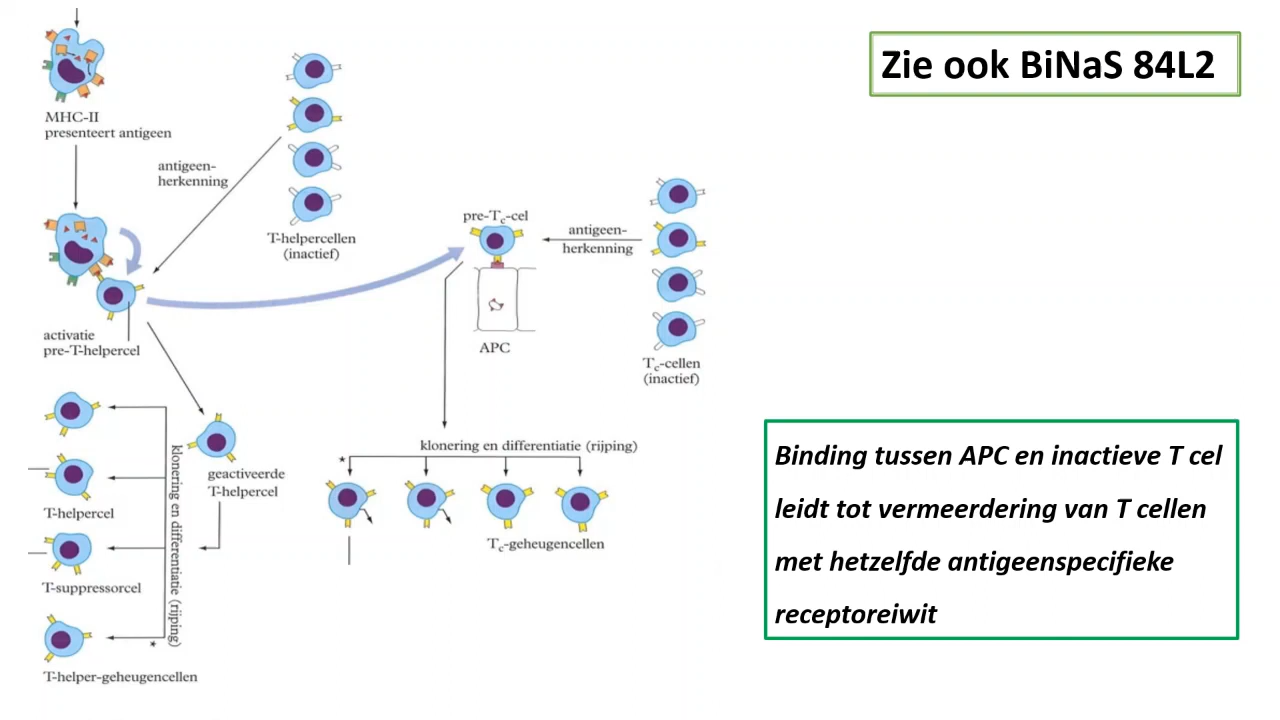 Zie ook BiNaS 84L2
MHC-II
presenteert antigeen
antigeen-
herkenning
T-helpercellen
(inactief)
pre-Tc-cel
antigeen-
herkenning
APC
Tc-cellen
(inactief)
activatie
pre-T-helpercel
geactiveerde
T-helpercel
klonering en differentiatie (rijping)
*
T-helpercel
T-suppressorcel
*
T-helper-geheugencellen
klonering en differentiatie (rijping)
Tc-geheugencellen
Binding tussen APC en inactieve T cel
leidt tot vermeerdering van T cellen
met hetzelfde antigeenspecifieke
receptoreiwit